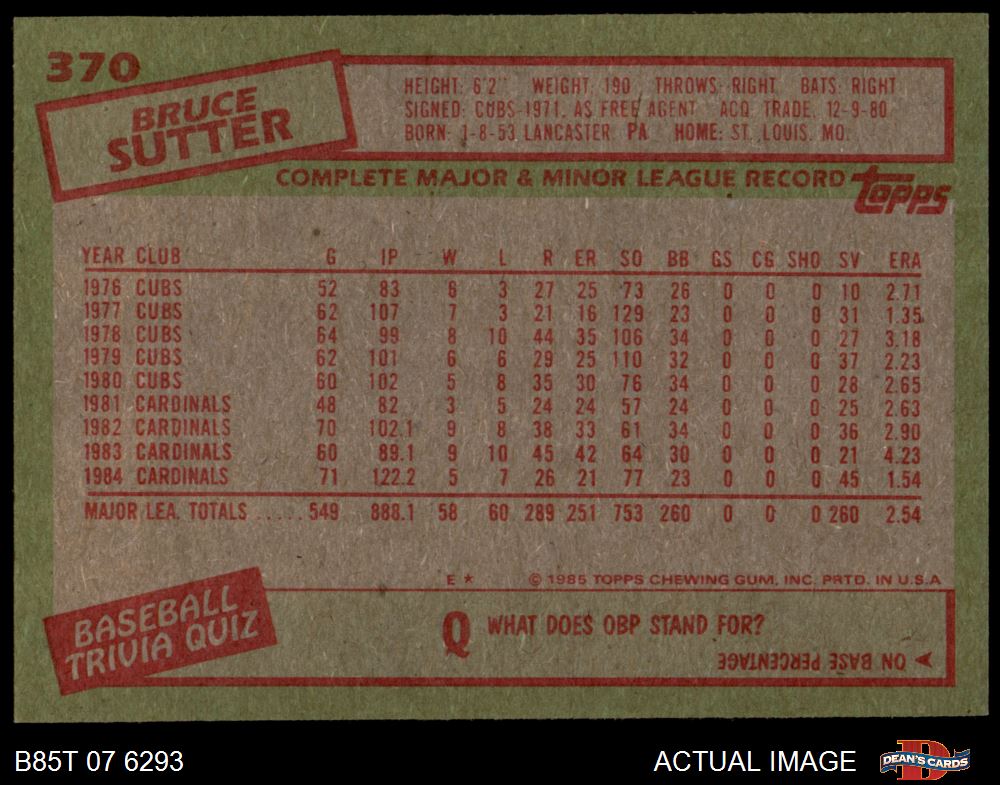 370
BRUCE
SUTTER
HEIGHT: 6'2" WEIGHT: 190 THROWS: RIGHT BATS: RIGHT
SIGNED: CUBS-1971, AS FREE AGENT ACQ. TRADE, 12-9-80
BORN: 1-8-53 LANCASTER, PA HOME: ST. LOUIS, MO.
COMPLETE MAJOR & MINOR LEAGUE RECORD topps
YEAR CLUB G IP W L R ER SO BB GS CG SHO SV ERA
1976 CUBS 52 83 6 3 27 25 73 26 0 0 0 10 2.71
1977 CUBS 62 107 7 3 21 16 129 23 0 0 0 31 1.35
1978 CUBS 64 99 8 10 44 35 106 34 0 0 0 27 3.18
1979 CUBS 62 101 6 6 29 25 110 32 0 0 0 37 2.23
1980 CUBS 60 102 5 8 35 30 76 34 0 0 0 28 2.65
1981 CARDINALS 48 82 3 5 24 24 57 24 0 0 0 25 2.63
1982 CARDINALS 70 102.1 9 8 38 33 61 34 0 0 0 36 2.90
1983 CARDINALS 60 89.1 9 10 45 42 64 30 0 0 0 21 4.23
1984 CARDINALS 71 122.2 5 7 26 21 77 23 0 0 0 45 1.54
MAJOR LEA. TOTALS ..... 549 888.1 58 60 289 251 753 260 0 0 0 260 2.54
E * © 1985 TOPPS CHEWING GUM, INC. PRTD. IN U.S.A
BASEBALL
TRIVIA QUIZ
Q WHAT DOES OBP STAND FOR?
A ON BASE PERCENTAGE
B85T 07 6293 ACTUAL IMAGE D DEAN'S CARDS